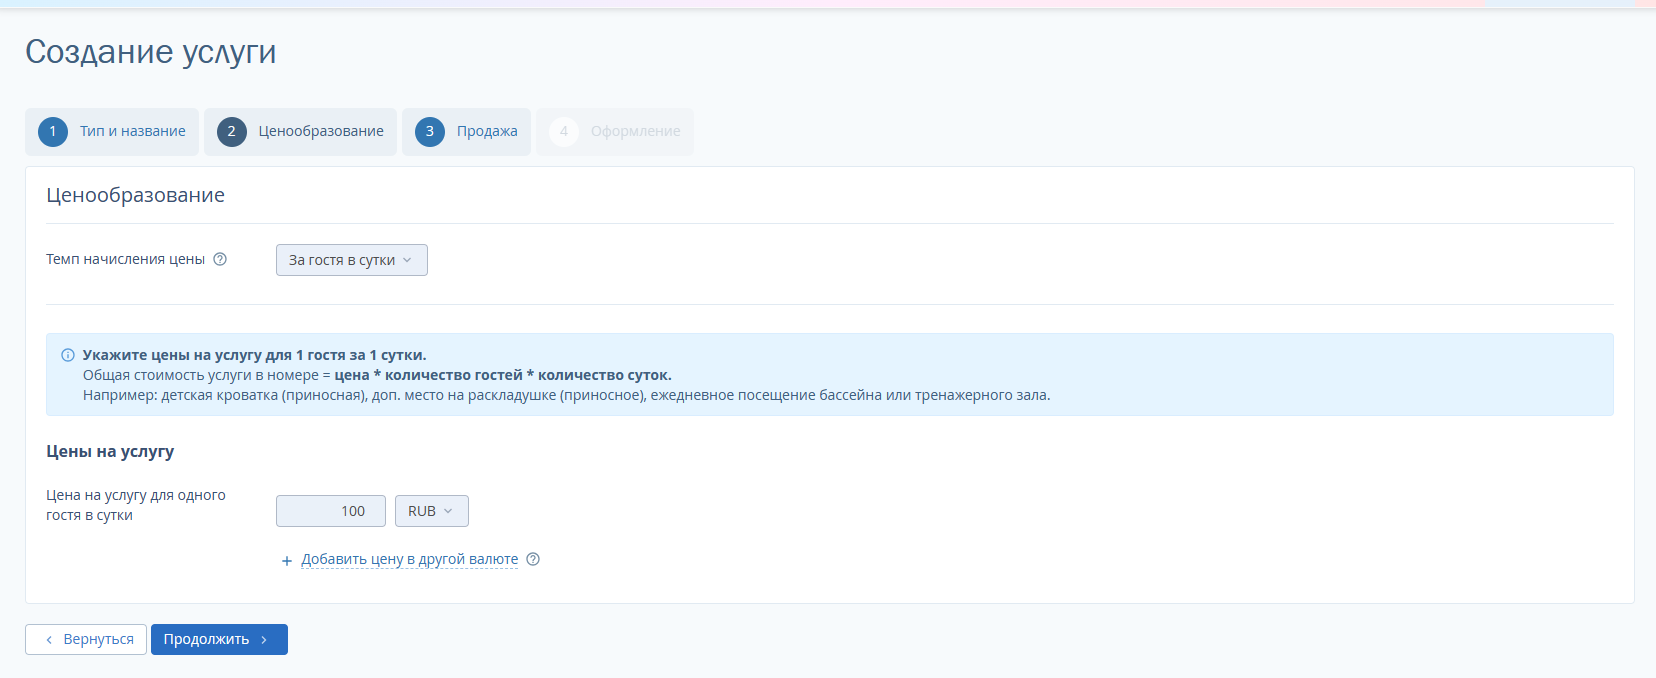 Создание услуги
1 Тип и название 2 Ценообразование 3 Продажа 4 Оформление
Ценообразование
Темп начисления цены ? За гостя в сутки
Укажите цены на услугу для 1 гостя за 1 сутки.
Общая стоимость услуги в номере = цена * количество гостей * количество суток.
Например: детская кроватка (приносная), доп. место на раскладушке (приносное), ежедневное посещение бассейна или тренажерного зала.
Цены на услугу
Цена на услугу для одного
гостя в сутки
100 RUB
+ Добавить цену в другой валюте ?
Вернуться Продолжить